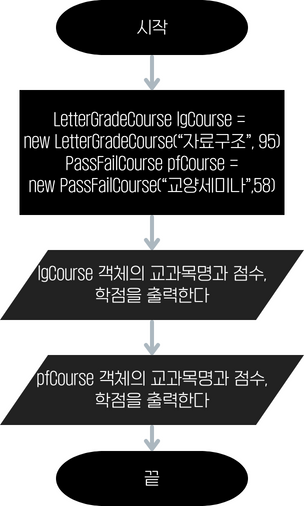 시작
LetterGradeCourse lgCourse =
new LetterGradeCourse(“자료구조”, 95)
PassFailCourse pfCourse =
new PassFailCourse(“교양세미나”,58)
lgCourse 객체의 교과목명과 점수,
학점을 출력한다
pfCourse 객체의 교과목명과 점수,
학점을 출력한다
끝